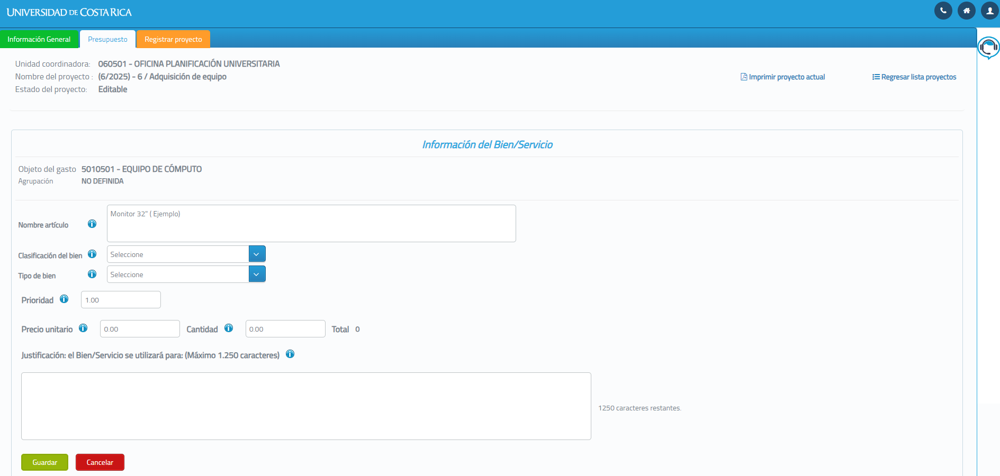 UNIVERSIDAD DE COSTA RICA
Información General Presupuesto Registrar proyecto
Unidad coordinadora: 060501 - OFICINA PLANIFICACIÓN UNIVERSITARIA
Nombre del proyecto : (6/2025) - 6 / Adquisición de equipo
Imprimir proyecto actual Regresar lista proyectos
Estado del proyecto: Editable
Información del Bien/Servicio
Objeto del gasto 5010501 - EQUIPO DE CÓMPUTO
Agrupación NO DEFINIDA
Nombre artículo Monitor 32" ( Ejemplo)
Clasificación del bien Seleccione
Tipo de bien Seleccione
Prioridad 1.00
Precio unitario 0.00 Cantidad 0.00 Total 0
Justificación: el Bien/Servicio se utilizará para: (Máximo 1.250 caracteres)
1250 caracteres restantes.
Guardar Cancelar